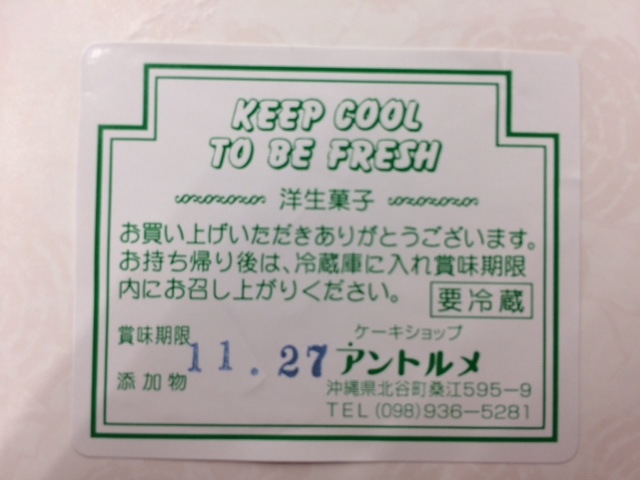 KEEP COOL
TO BE FRESH
洋生菓子
お買い上げいただきありがとうございます。
お持ち帰り後は、冷蔵庫に入れ賞味期限
内にお召し上がりください。
要冷蔵
賞味期限 11.27
添加物
ケーキショップ
アントルメ
沖縄県北谷町桑江595−9
TEL(098)936−5281